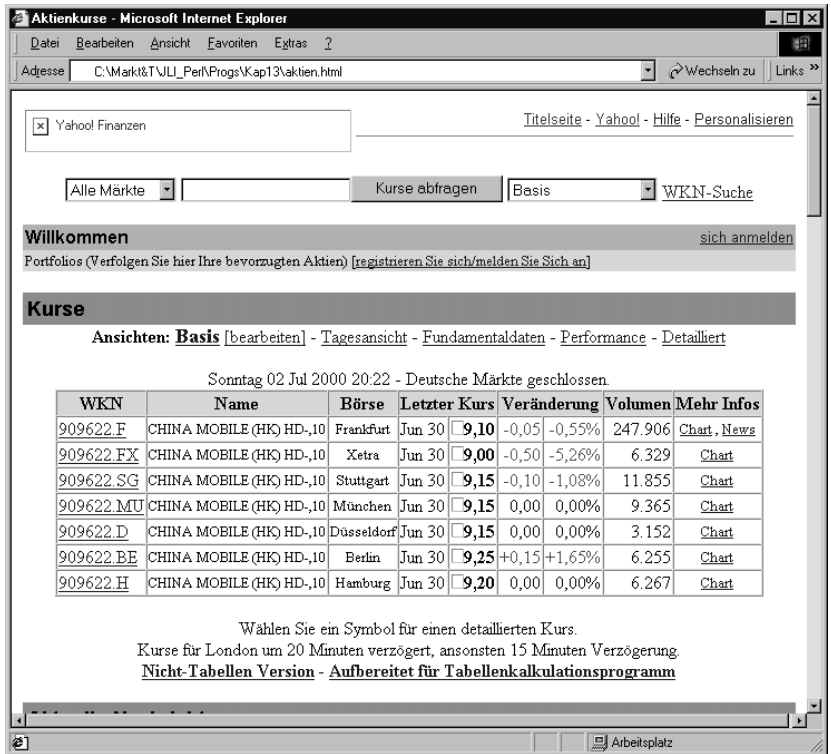 Aktienkurse - Microsoft Internet Explorer
Datei Bearbeiten Ansicht Favoriten Extras ?
Adresse C:\Markt&T\JLI_Perl\Progs\Kap13\aktien.html Wechseln zu Links »
Yahoo! Finanzen
Titelseite - Yahoo! - Hilfe - Personalisieren
Alle Märkte Kurse abfragen Basis WKN-Suche
Willkommen sich anmelden
Portfolios (Verfolgen Sie hier Ihre bevorzugten Aktien) [registrieren Sie sich/melden Sie Sich an]
Kurse
Ansichten: Basis [bearbeiten] - Tagesansicht - Fundamentaldaten - Performance - Detailliert
Sonntag 02 Jul 2000 20:22 - Deutsche Märkte geschlossen.
WKN Name Börse Letzter Kurs Veränderung Volumen Mehr Infos
909622.F CHINA MOBILE (HK) HD-,10 Frankfurt Jun 30 9,10 -0,05 -0,55% 247.906 Chart, News
909622.FX CHINA MOBILE (HK) HD-,10 Xetra Jun 30 9,00 -0,50 -5,26% 6.329 Chart
909622.SG CHINA MOBILE (HK) HD-,10 Stuttgart Jun 30 9,15 -0,10 -1,08% 11.855 Chart
909622.MU CHINA MOBILE (HK) HD-,10 München Jun 30 9,15 0,00 0,00% 9.365 Chart
909622.D CHINA MOBILE (HK) HD-,10 Düsseldorf Jun 30 9,15 0,00 0,00% 3.152 Chart
909622.BE CHINA MOBILE (HK) HD-,10 Berlin Jun 30 9,25 +0,15 +1,65% 6.255 Chart
909622.H CHINA MOBILE (HK) HD-,10 Hamburg Jun 30 9,20 0,00 0,00% 6.267 Chart
Wählen Sie ein Symbol für einen detaillierten Kurs.
Kurse für London um 20 Minuten verzögert, ansonsten 15 Minuten Verzögerung.
Nicht-Tabellen Version - Aufbereitet für Tabellenkalkulationsprogramm
Arbeitsplatz